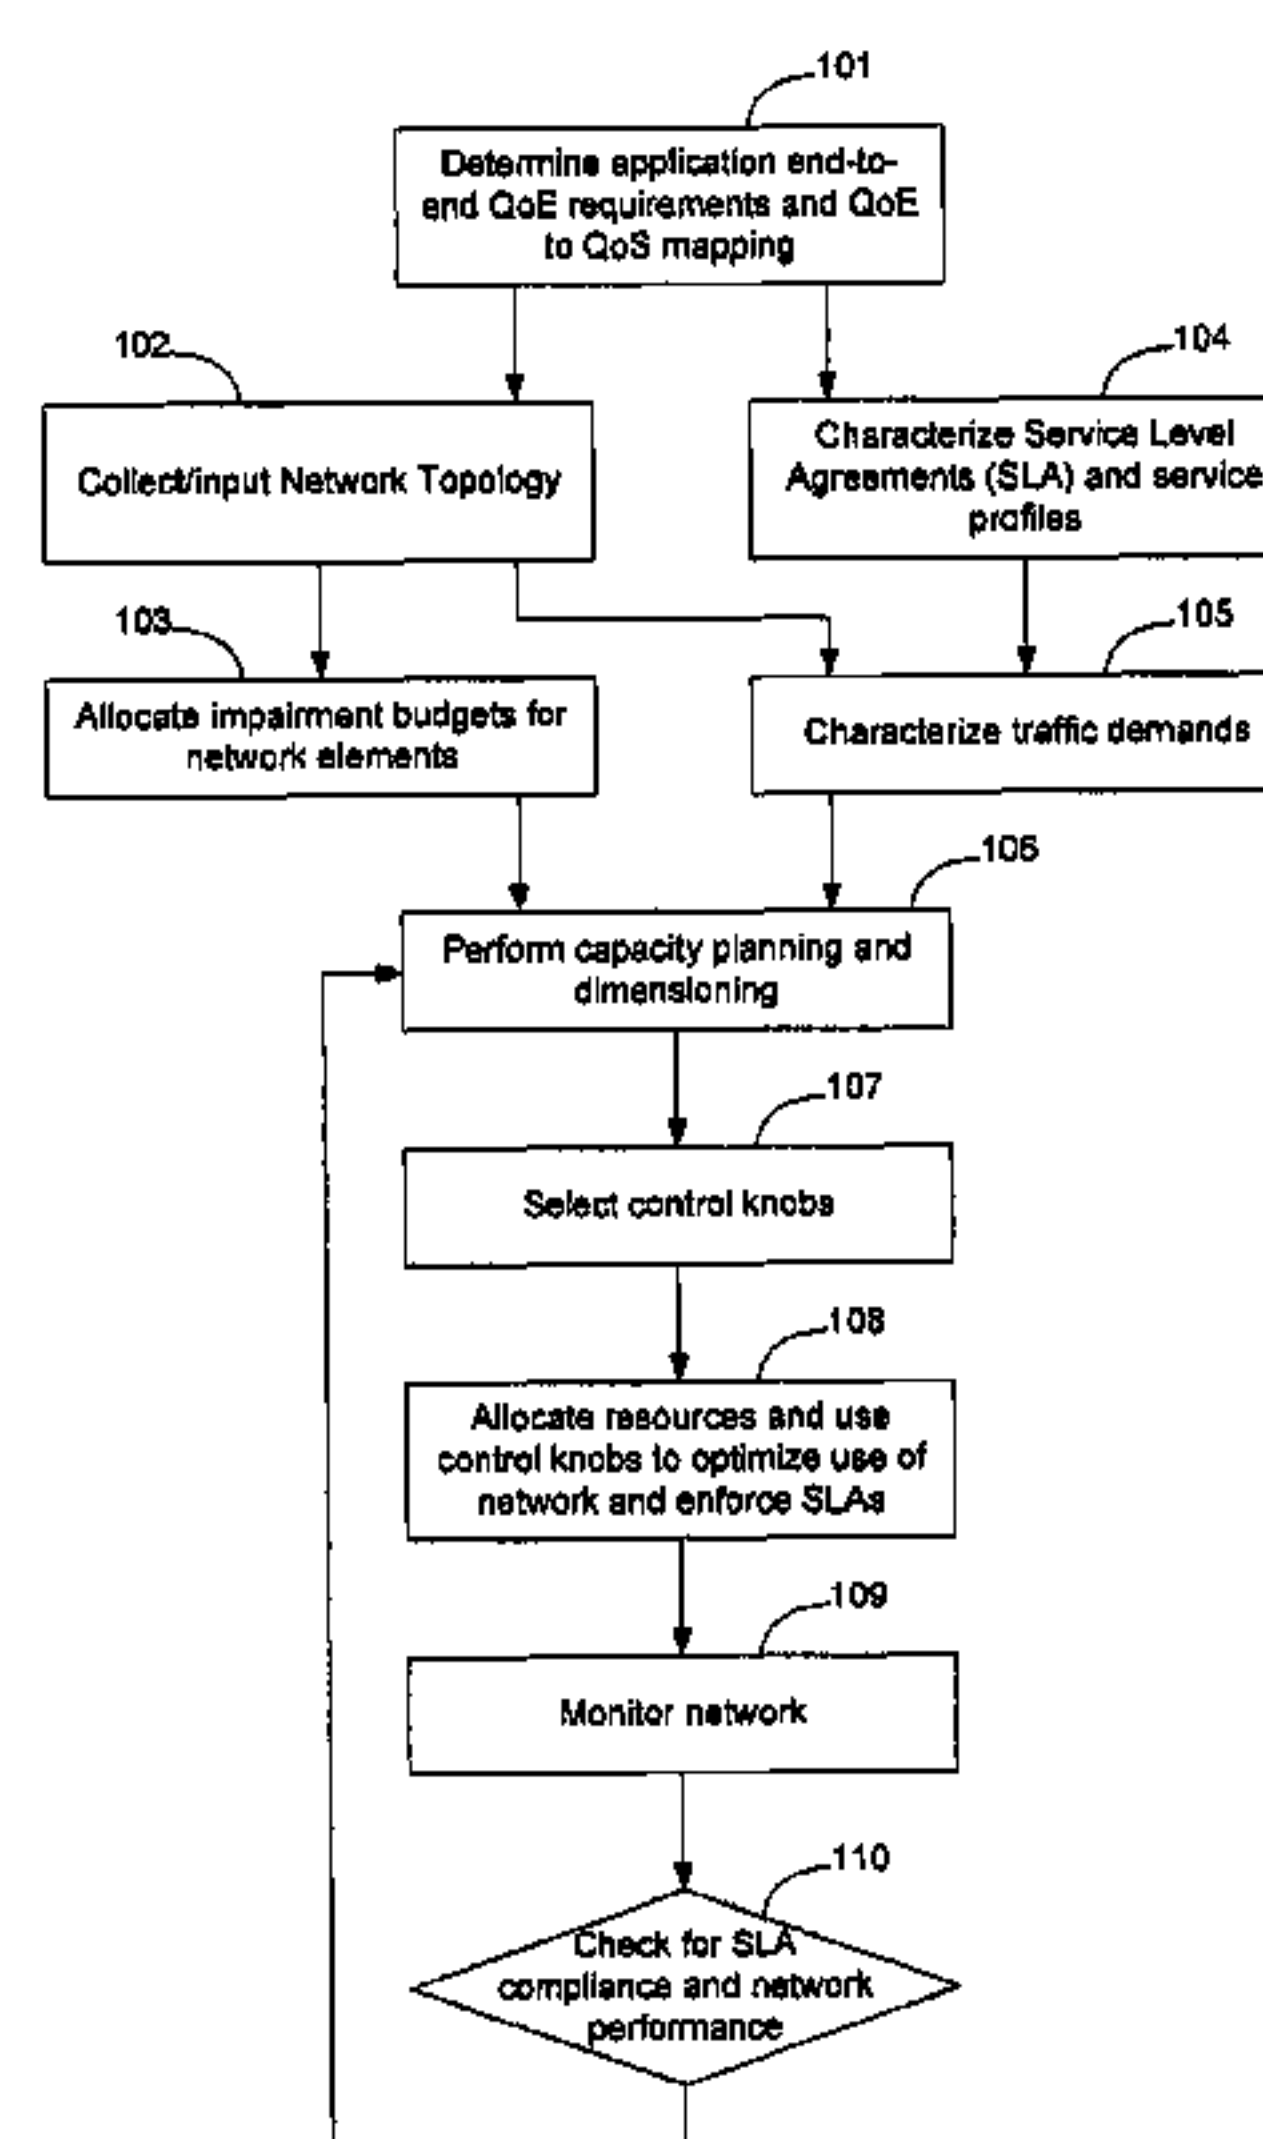 101
Determine application end-to-
end QoE requirements and QoE
to QoS mapping
102
Collect/input Network Topology
104
Characterize Service Level
Agreements (SLA) and service
profiles
103
Allocate impairment budgets for
network elements
105
Characterize traffic demands
106
Perform capacity planning and
dimensioning
107
Select control knobs
108
Allocate resources and use
control knobs to optimize use of
network and enforce SLAs
109
Monitor network
110
Check for SLA
compliance and network
performance